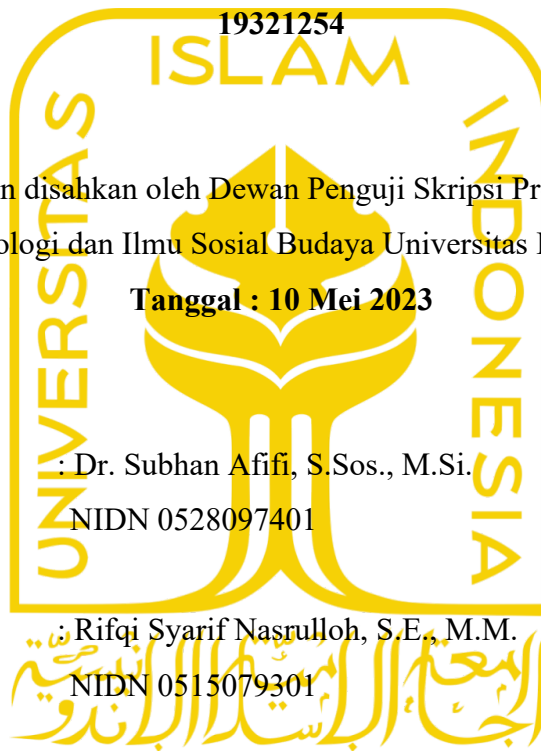 19321254
ISLAM
UNIVERSITAS
INDONESIA
n disahkan oleh Dewan Penguji Skripsi Pr
ologi dan Ilmu Sosial Budaya Universitas I
Tanggal : 10 Mei 2023
: Dr. Subhan Afifi, S.Sos., M.Si.
NIDN 0528097401
: Rifqi Syarif Nasrulloh, S.E., M.M.
NIDN 0515079301